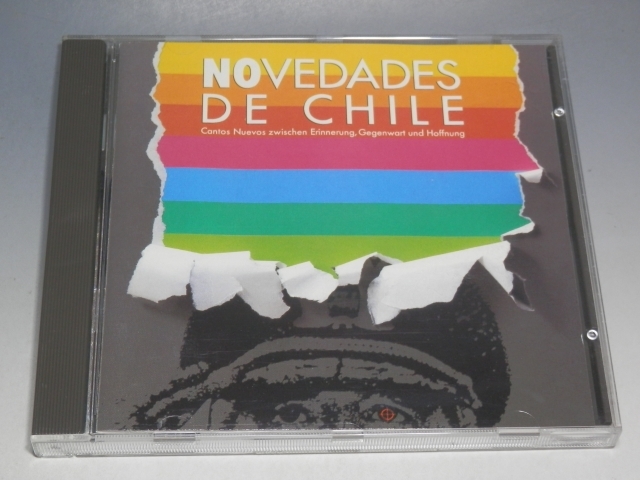 NOVEDADES
DE CHILE
Cantos Nuevos zwischen Erinnerung, Gegenwart und Hoffnung